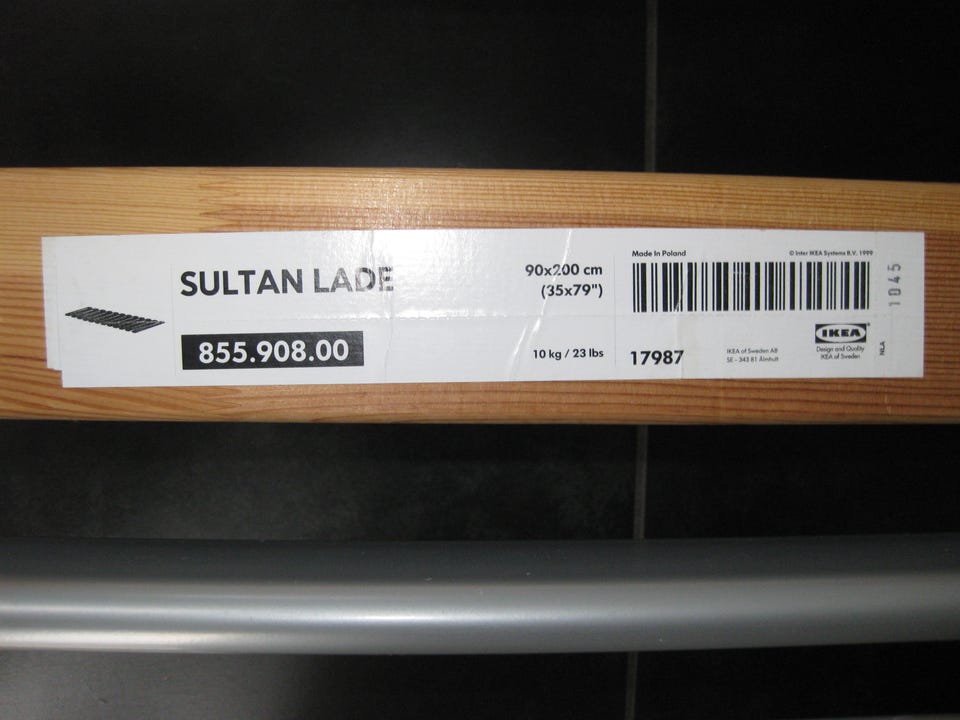 SULTAN LADE
855.908.00
90x200 cm
(35x79")
10 kg / 23 lbs
Made in Poland
© Inter IKEA Systems B.V. 1999
17987
IKEA of Sweden AB
SE - 343 81 Älmhult
IKEA®
Design and Quality
IKEA of Sweden
NLA
1045